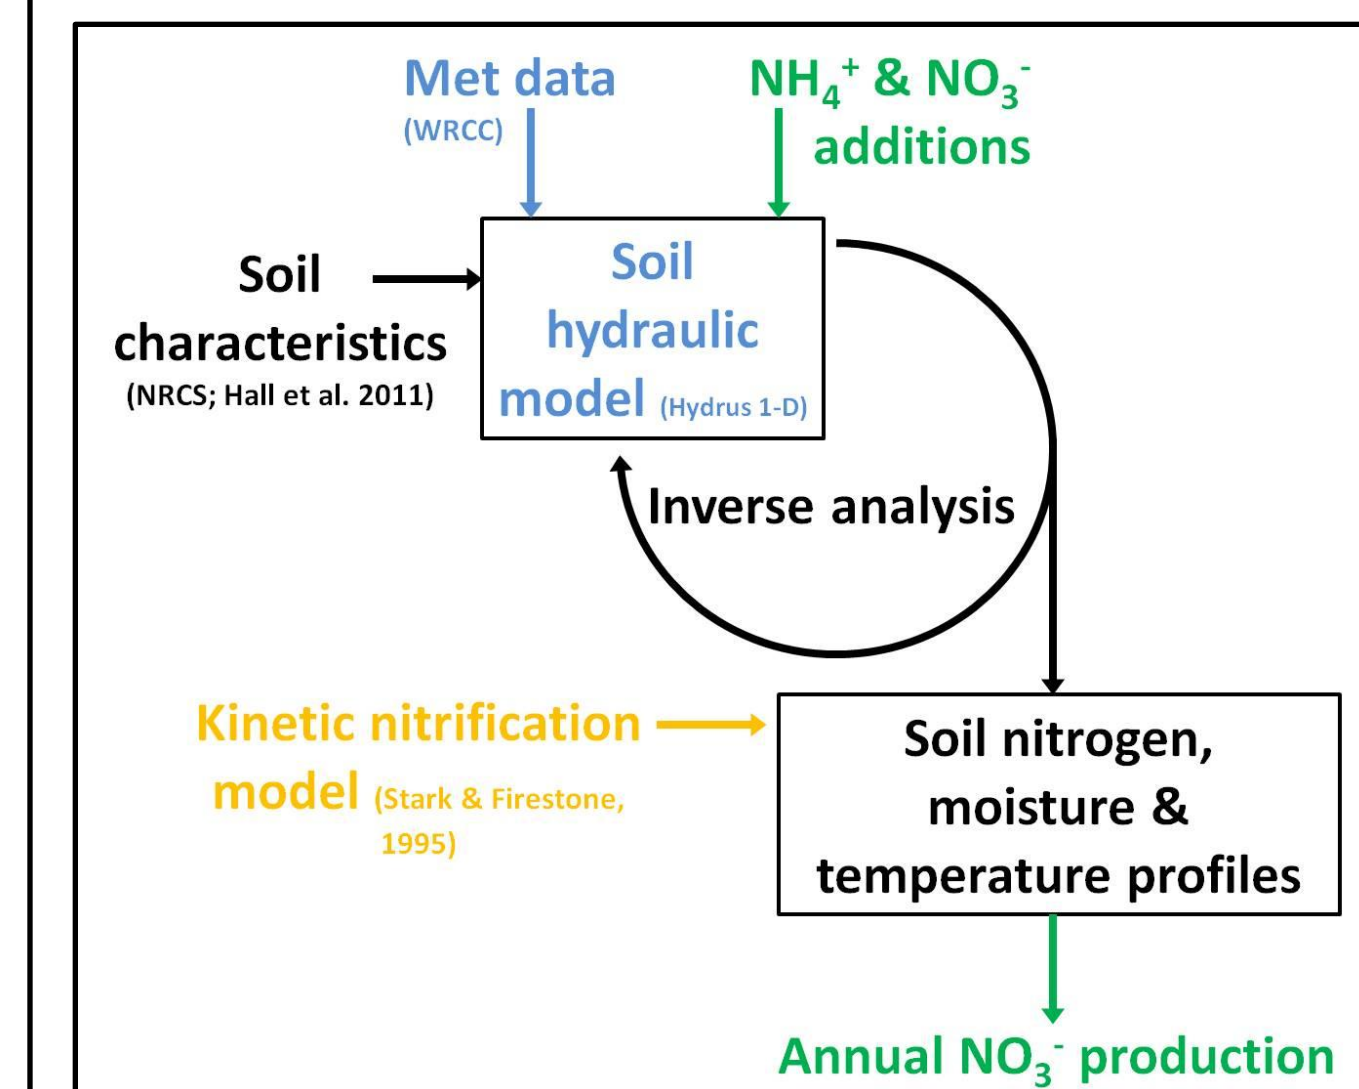 Met data
(WRCC)
NH₄⁺ & NO₃⁻
additions
Soil
characteristics
(NRCS; Hall et al. 2011)
Soil
hydraulic
model (Hydrus 1-D)
Inverse analysis
Kinetic nitrification
model (Stark & Firestone,
1995)
Soil nitrogen,
moisture &
temperature profiles
Annual NO₃⁻ production